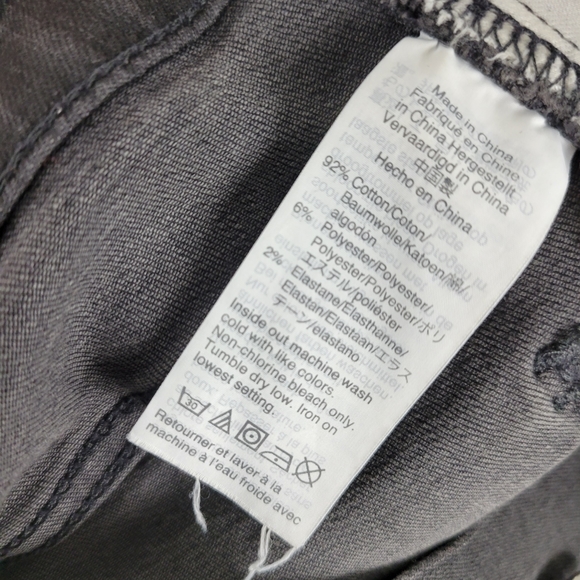 Made in China
Fabriqué en Chine
in China Hergestellt
Vervaardigd in China
中国製
Hecho en China
92% Cotton/Coton/
Baumwolle/Katoen/綿/
algodón
6% Polyester/Polyester/
Polyester/Polyester/ポリ
エステル/poliéster
2% Elastane/Élasthanne/
Elastan/Elastaan/エラス
テーン/elastano
Inside out machine wash
cold with like colors.
Non-chlorine bleach only.
Tumble dry low. Iron on
lowest setting.
30
Retourner et laver à la
machine à l'eau froide avec